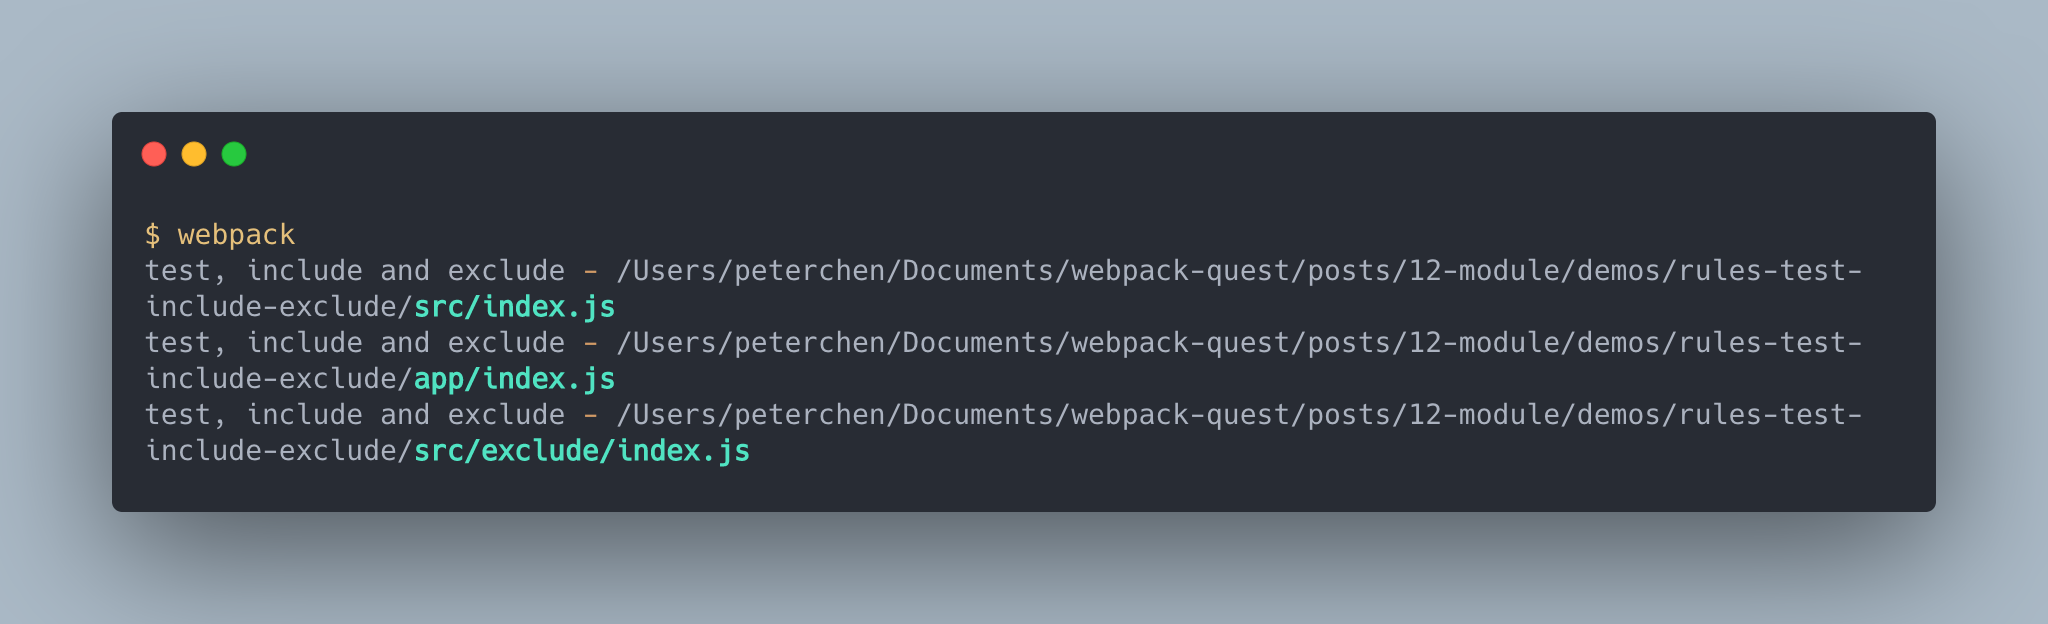 $ webpack
test, include and exclude - /Users/peterchen/Documents/webpack-quest/posts/12-module/demos/rules-test-
include-exclude/src/index.js
test, include and exclude - /Users/peterchen/Documents/webpack-quest/posts/12-module/demos/rules-test-
include-exclude/app/index.js
test, include and exclude - /Users/peterchen/Documents/webpack-quest/posts/12-module/demos/rules-test-
include-exclude/src/exclude/index.js